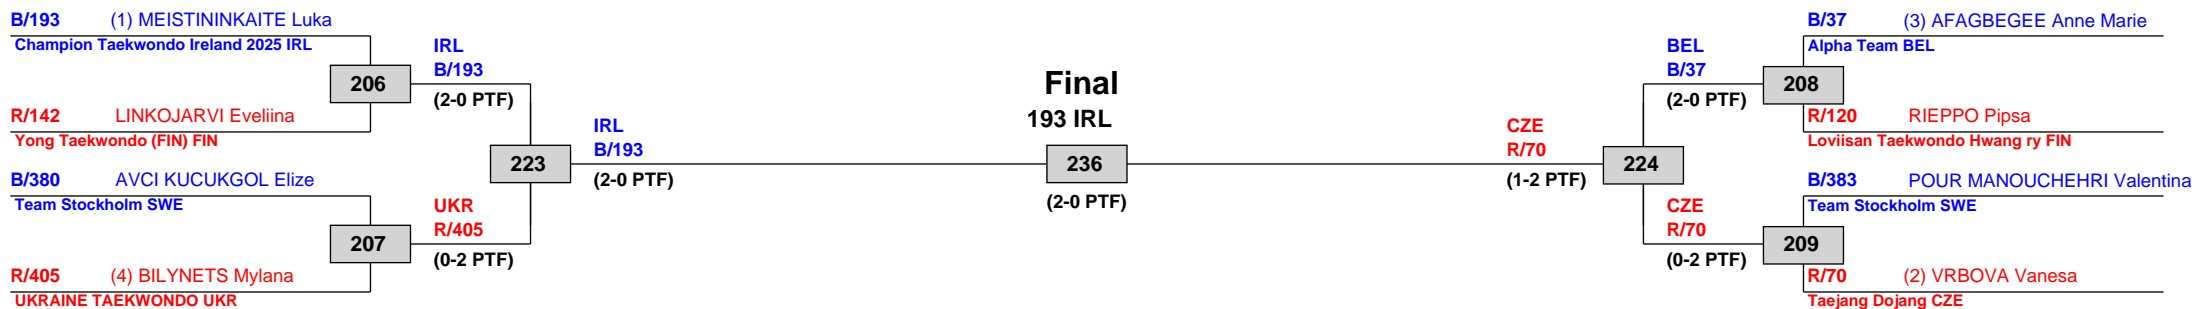 B/193 (1) MEISTININKAITE Luka
Champion Taekwondo Ireland 2025 IRL
206
R/142 LINKOJARVI Eveliina
Yong Taekwondo (FIN) FIN
B/380 AVCI KUCUKGOL Elize
Team Stockholm SWE
207
R/405 (4) BILYNETS Mylana
UKRAINE TAEKWONDO UKR
IRL
B/193
(2-0 PTF)
223
UKR
R/405
(0-2 PTF)
IRL
B/193
(2-0 PTF)
Final
193 IRL
236
(2-0 PTF)
CZE
R/70
(1-2 PTF)
224
BEL
B/37
(2-0 PTF)
CZE
R/70
(0-2 PTF)
B/37 (3) AFAGBEGEE Anne Marie
Alpha Team BEL
208
R/120 RIEPPO Pipsa
Loviisan Taekwondo Hwang ry FIN
B/383 POUR MANOUCHEHRI Valentina
Team Stockholm SWE
209
R/70 (2) VRBOVA Vanesa
Taejang Dojang CZE